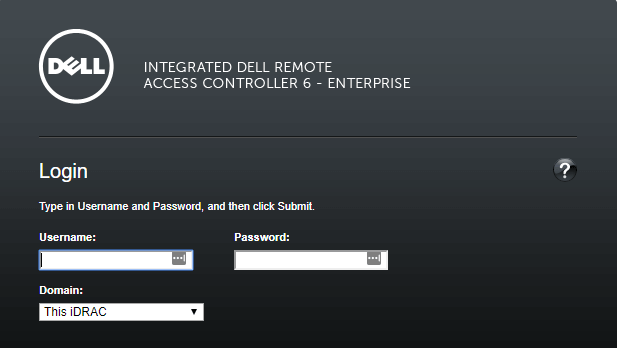 DELL
INTEGRATED DELL REMOTE
ACCESS CONTROLLER 6 - ENTERPRISE
Login
?
Type in Username and Password, and then click Submit.
Username: Password:
Domain:
This iDRAC